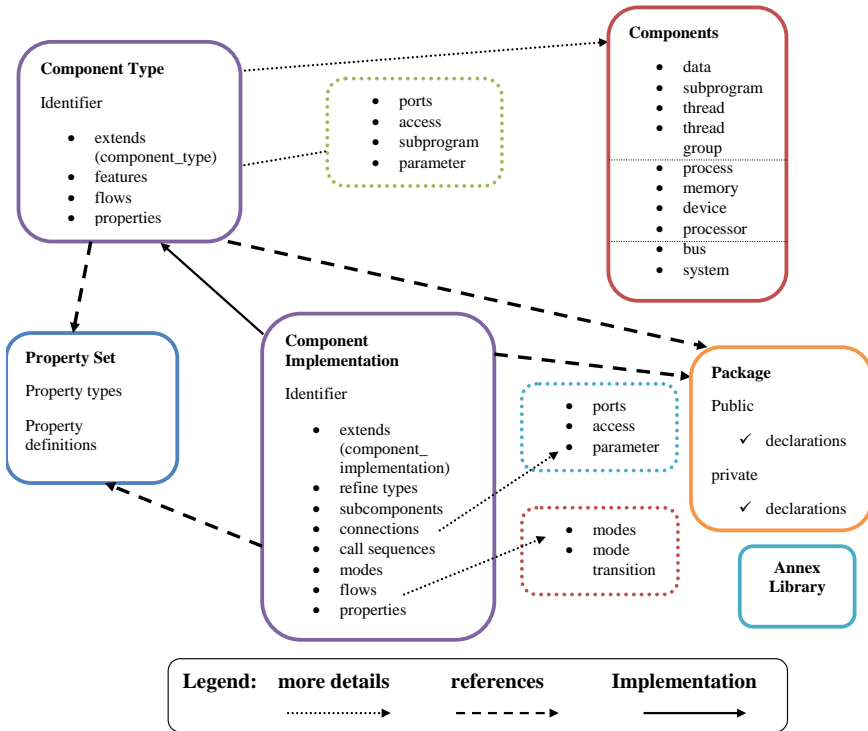 Component Type
Identifier
• extends
(component_type)
• features
• flows
• properties
• ports
• access
• subprogram
• parameter
Components
• data
• subprogram
• thread
• thread
group
• process
• memory
• device
• processor
• bus
• system
Property Set
Property types
Property
definitions
Component
Implementation
Identifier
• extends
(component_
implementation)
• refine types
• subcomponents
• connections
• call sequences
• modes
• flows
• properties
• ports
• access
• parameter
• modes
• mode
transition
Package
Public
✓ declarations
private
✓ declarations
Annex
Library
Legend: more details references Implementation